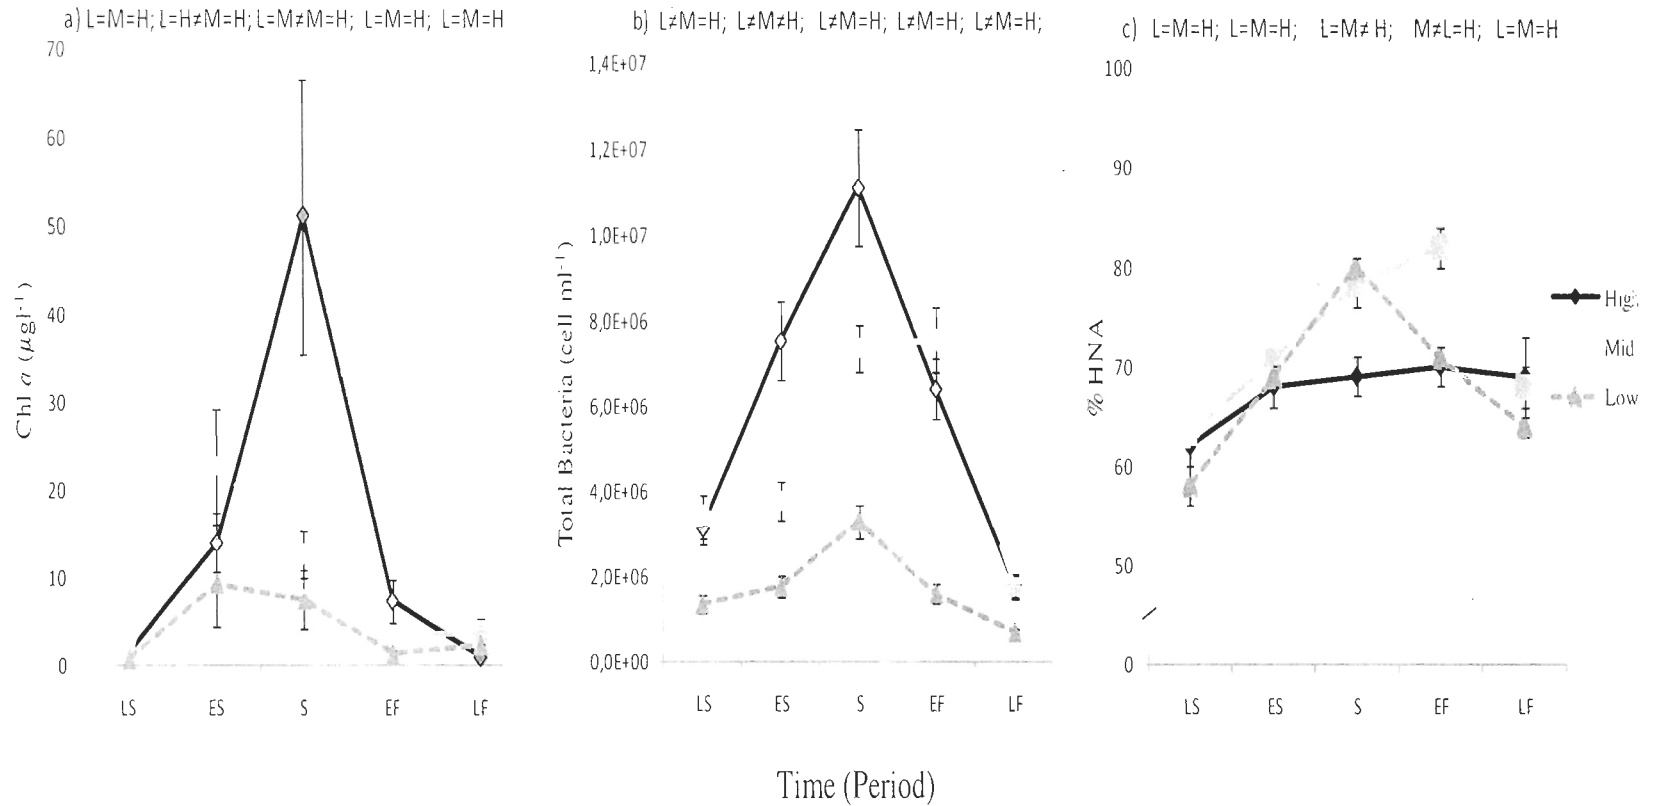 a) L=M=H; L=H≠M=H; L=M≠M=H; L=M=H; L=M=H
70
60
50
40
30
20
10
0
Chl a (µgl⁻¹)
LS ES S EF LF
b) L≠M=H; L≠M≠H; L≠M=H; L≠M=H; L≠M=H;
1,4E+07
1,2E+07
1,0E+07
8,0E+06
6,0E+06
4,0E+06
2,0E+06
0,0E+00
Total Bacteria (cell ml⁻¹)
LS ES S EF LF
c) L=M=H; L=M=H; L=M≠H; M≠L=H; L=M=H
100
90
80
70
60
50
0
% HNA
LS ES S EF LF
Mid
Low
Time (Period)